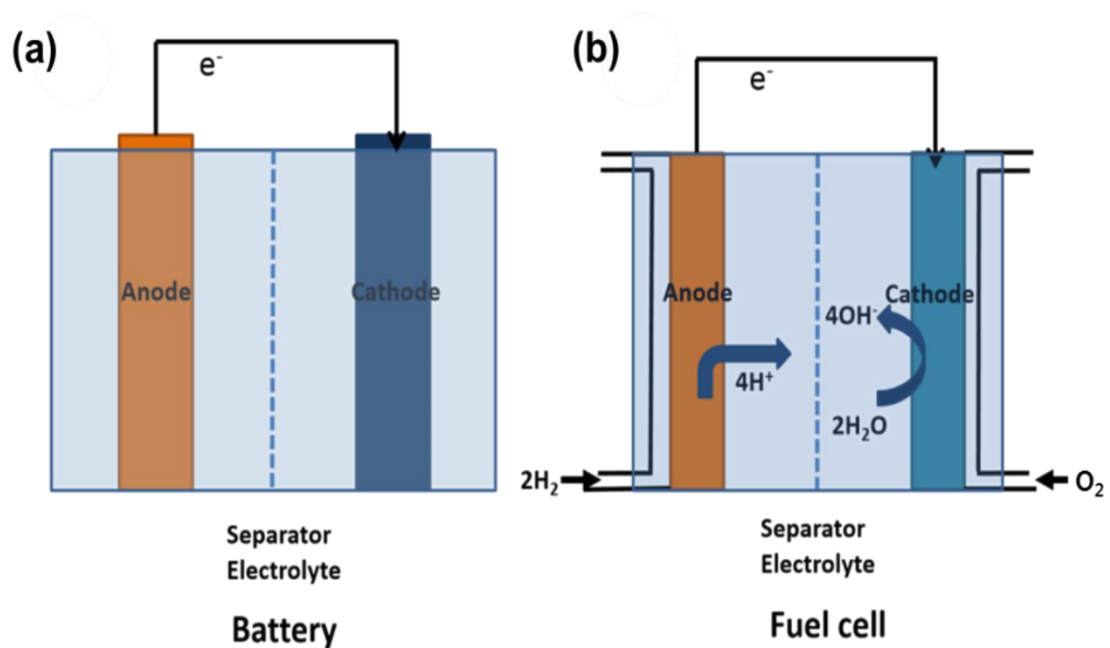 (a)
e⁻
Anode
Cathode
Separator
Electrolyte
Battery
(b)
e⁻
Anode
Cathode
4OH⁻
4H⁺
2H₂O
2H₂
O₂
Separator
Electrolyte
Fuel cell